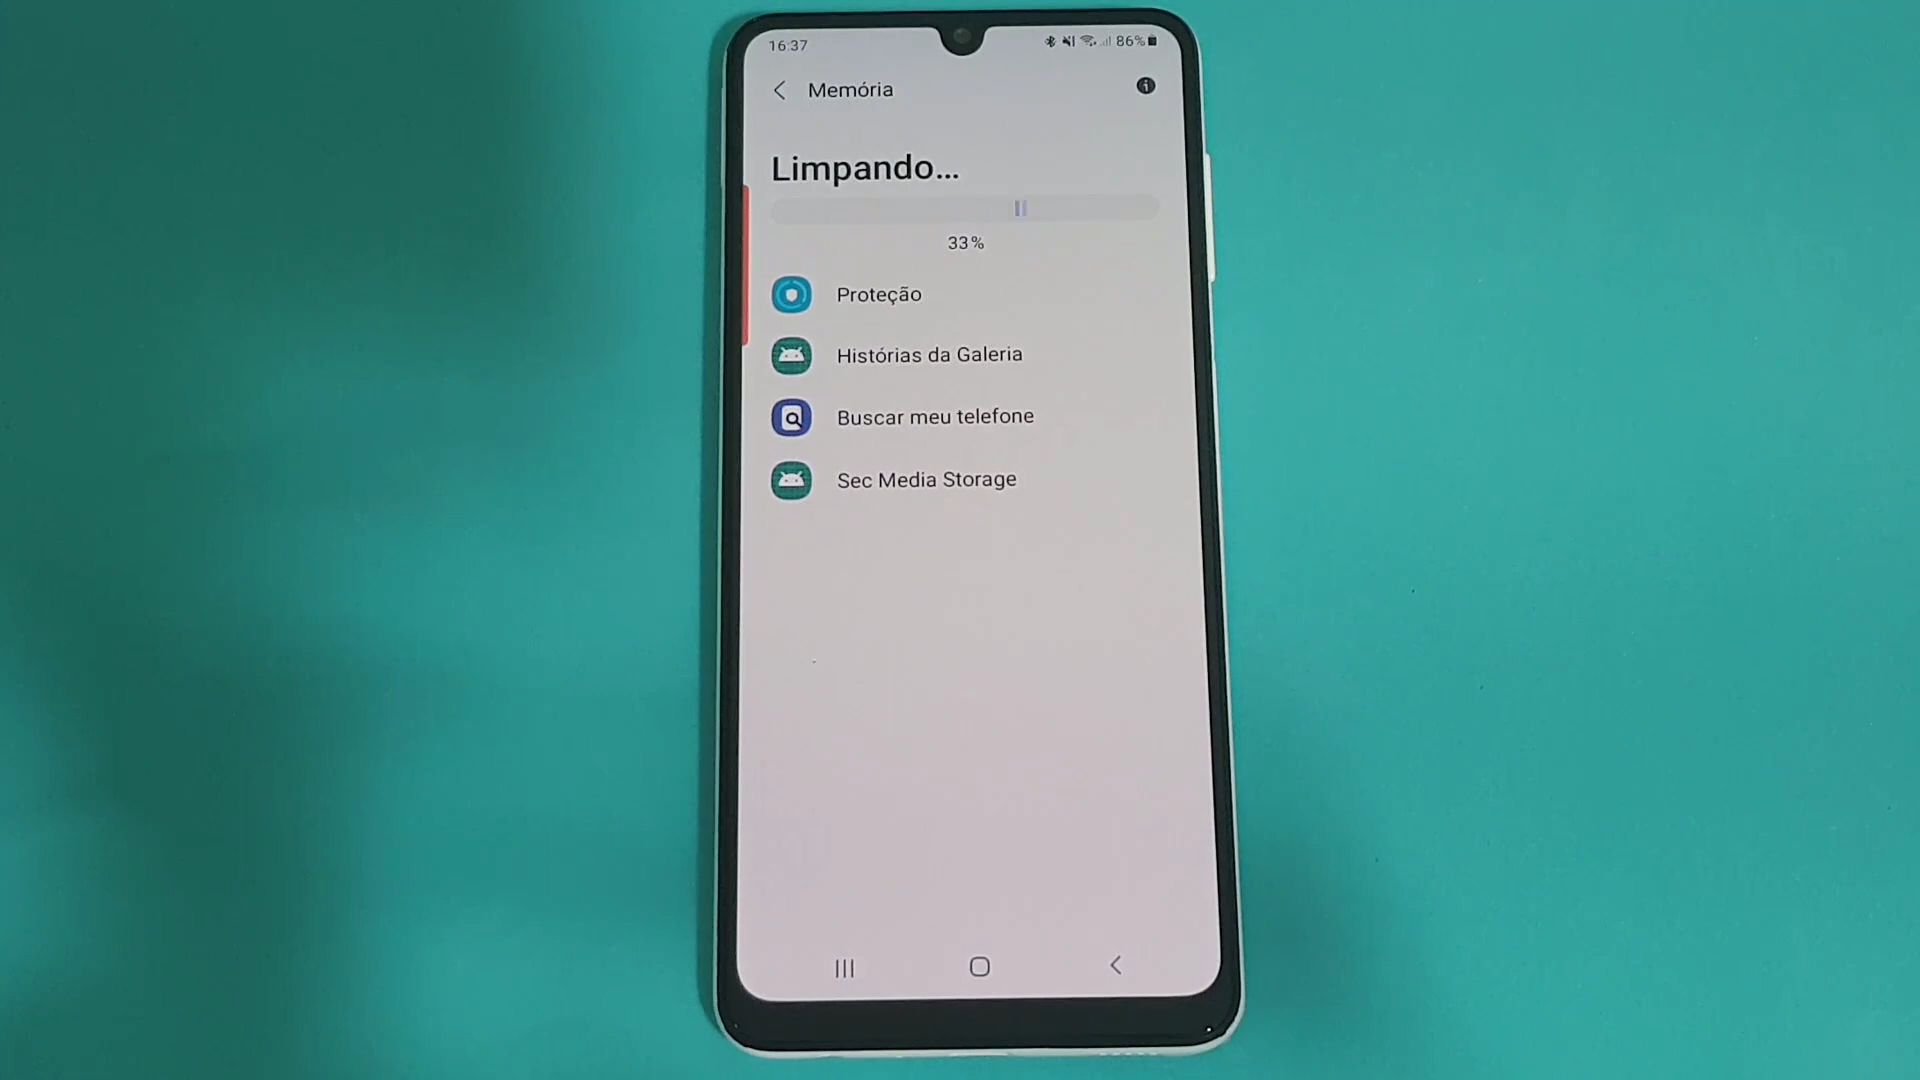 16:37
86%
Memória
Limpando...
33%
Proteção
Histórias da Galeria
Buscar meu telefone
Sec Media Storage